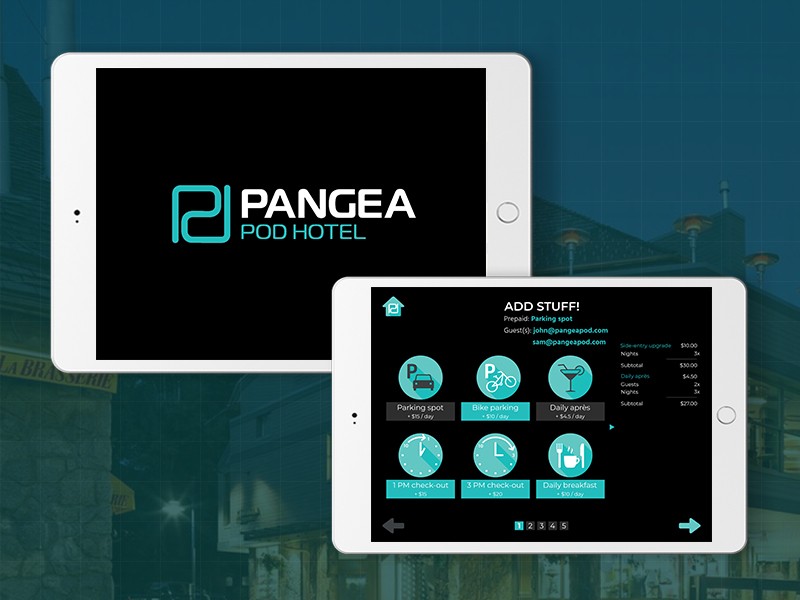 PANGEA
POD HOTEL
ADD STUFF!
Prepaid: Parking spot
Guest(s): john@pangeapod.com
sam@pangeapod.com
P
Parking spot
+ $15 / day
P
Bike parking
+ $10 / day
Daily après
+ $4.5 / day
1 PM check-out
+ $15
3 PM check-out
+ $20
Daily breakfast
+ $10 / day
Side-entry upgrade $10.00
Nights 3x
Subtotal $30.00
Daily après $4.50
Guests 2x
Nights 3x
Subtotal $27.00
1 2 3 4 5
LA BRASSERIE